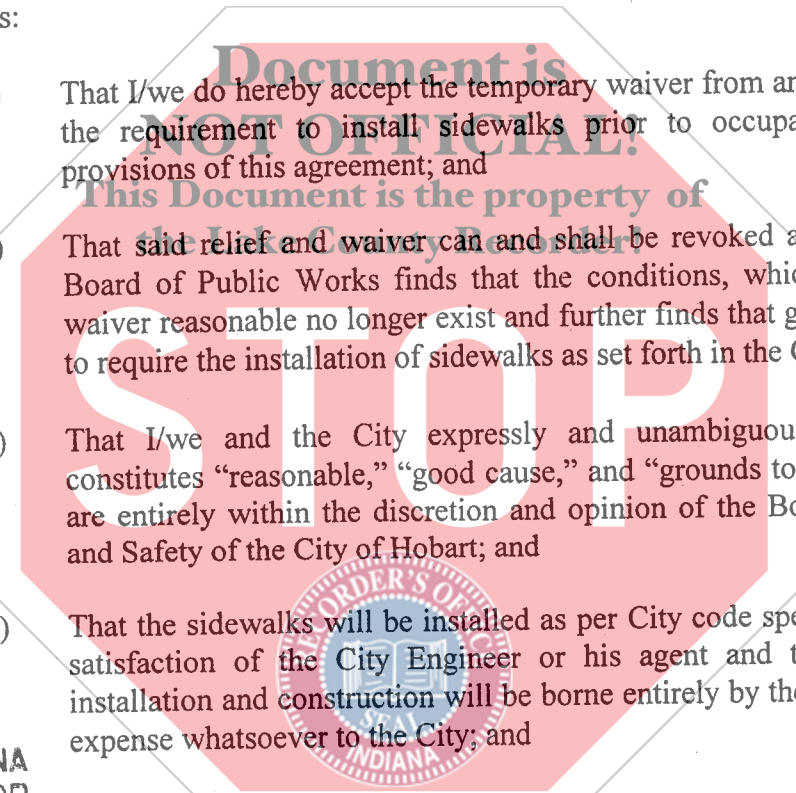 s:
Document is
That I/we do hereby accept the temporary waiver from an
NOT OFFICIAL!
the requirement to install sidewalks prior to occupa
provisions of this agreement; and
This Document is the property of
the Lake County Recorder!
) That said relief and waiver can and shall be revoked a
Board of Public Works finds that the conditions, whic
waiver reasonable no longer exist and further finds that g
to require the installation of sidewalks as set forth in the C
STOP
) That I/we and the City expressly and unambiguou
constitutes “reasonable,” “good cause,” and “grounds to
are entirely within the discretion and opinion of the Bo
and Safety of the City of Hobart; and
) That the sidewalks will be installed as per City code spe
satisfaction of the City Engineer or his agent and t
installation and construction will be borne entirely by the
expense whatsoever to the City; and
SEAL
INDIANA
NA